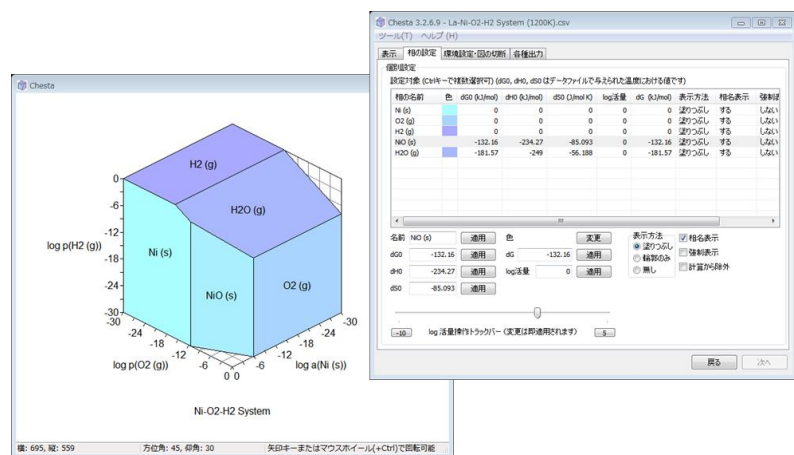 Chesta
H2 (g)
0
-6
-12
-18
-24
-30
log p(H2 (g))
H2O (g)
Ni (s)
NiO (s)
O2 (g)
-30
-24
-18
-12
-6
0
0
-6
-12
-18
-24
-30
log p(O2 (g))
log a(Ni (s))
Ni-O2-H2 System
横: 695, 縦: 559 方位角: 45, 仰角: 30 矢印キーまたはマウスホイール(+Ctrl)で回転可能
Chesta 3.2.6.9 - La-Ni-O2-H2 System (1200K).csv
ツール(T) ヘルプ (H)
表示 相の設定 環境設定・図の切断 各種出力
個別設定
設定対象 (Ctrlキーで複数選択可) (dG0, dH0, dS0 はデータファイルで与えられた温度における値です)
相の名前 色 dG0 (kJ/mol) dH0 (kJ/mol) dS0 (J/mol K) log活量 dG (kJ/mol) 表示方法 相名表示 強制表
Ni (s) 0 0 0 0 0 塗りつぶし する しない
O2 (g) 0 0 0 0 0 塗りつぶし する しない
H2 (g) 0 0 0 0 0 塗りつぶし する しない
NiO (s) -132.16 -234.27 -85.093 0 -132.16 塗りつぶし する しない
H2O (g) -181.57 -249 -56.188 0 -181.57 塗りつぶし する しない
名前 NiO (s) 適用 色 変更 表示方法 相名表示
dG0 -132.16 適用 dG -132.16 適用 塗りつぶし 強制表示
dH0 -234.27 適用 log活量 0 適用 輪郭のみ 計算から除外
dS0 -85.093 適用 無し
-10 log 活量操作トラックバー (変更は即適用されます) 5
戻る 次へ